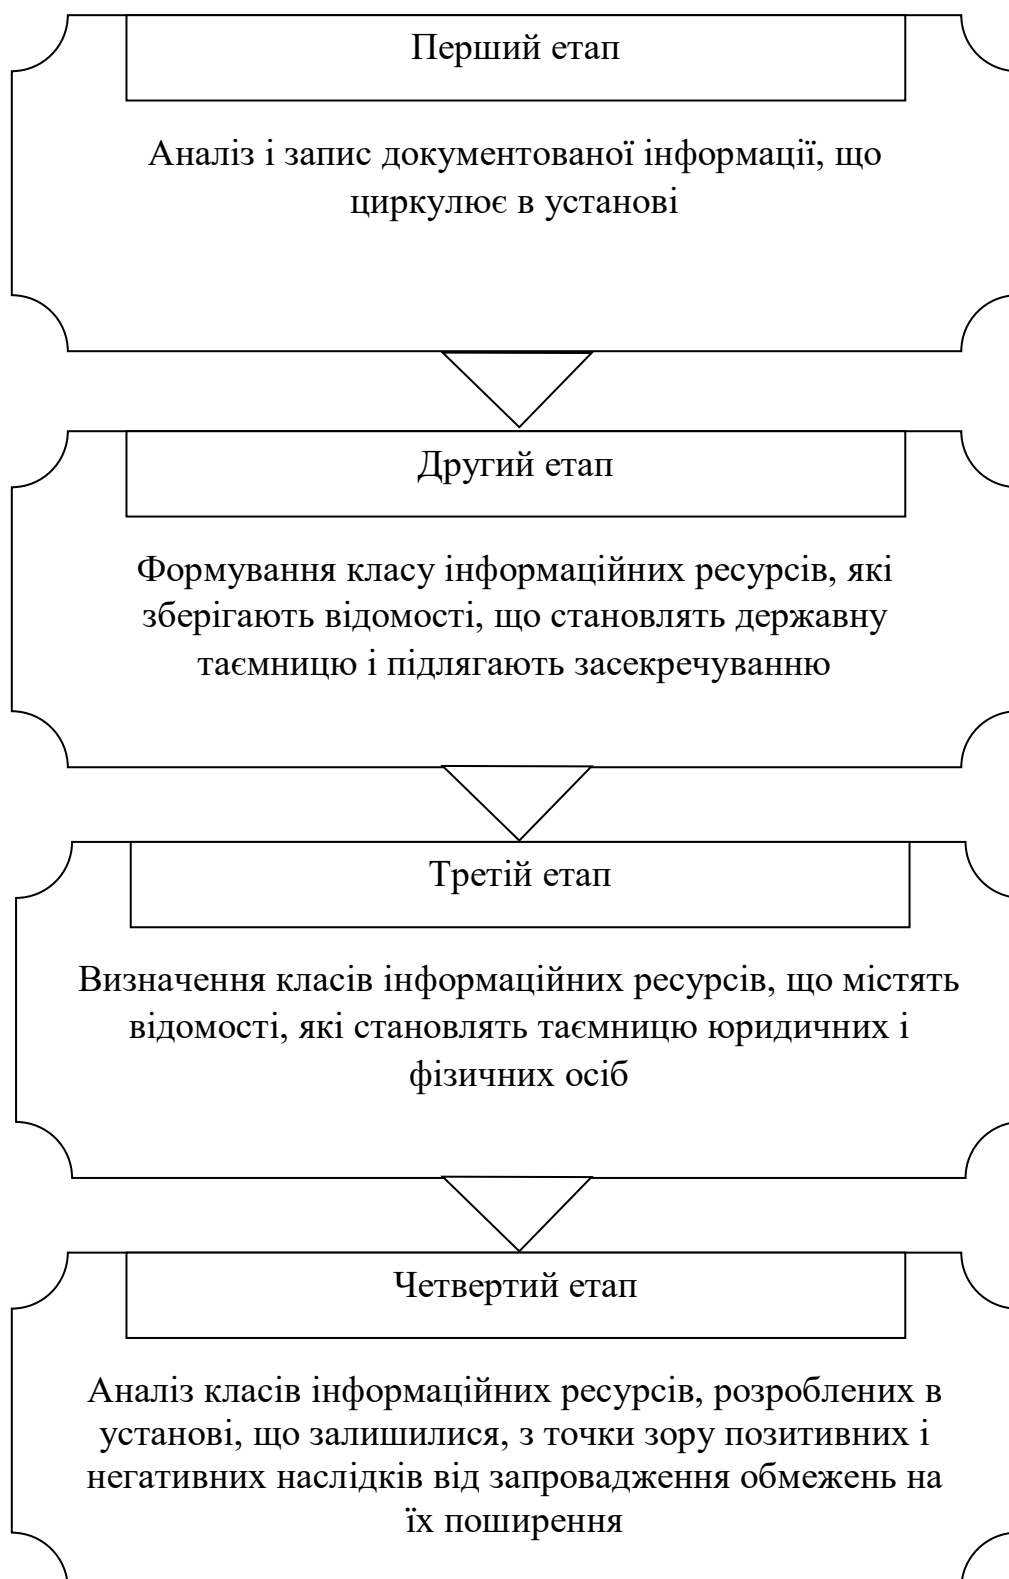 Перший етап
Аналіз і запис документованої інформації, що
циркулює в установі
Другий етап
Формування класу інформаційних ресурсів, які
зберігають відомості, що становлять державну
таємницю і підлягають засекречуванню
Третій етап
Визначення класів інформаційних ресурсів, що містять
відомості, які становлять таємницю юридичних і
фізичних осіб
Четвертий етап
Аналіз класів інформаційних ресурсів, розроблених в
установі, що залишилися, з точки зору позитивних і
негативних наслідків від запровадження обмежень на
їх поширення